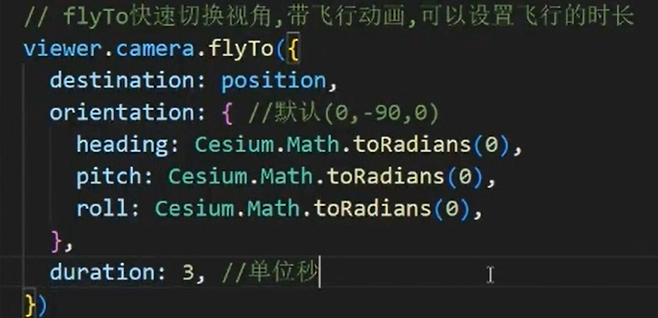 // flyTo快速切换视角,带飞行动画,可以设置飞行的时长
viewer.camera.flyTo({
destination: position,
orientation: { //默认(0,-90,0)
heading: Cesium.Math.toRadians(0),
pitch: Cesium.Math.toRadians(0),
roll: Cesium.Math.toRadians(0),
},
duration: 3, //单位秒
})